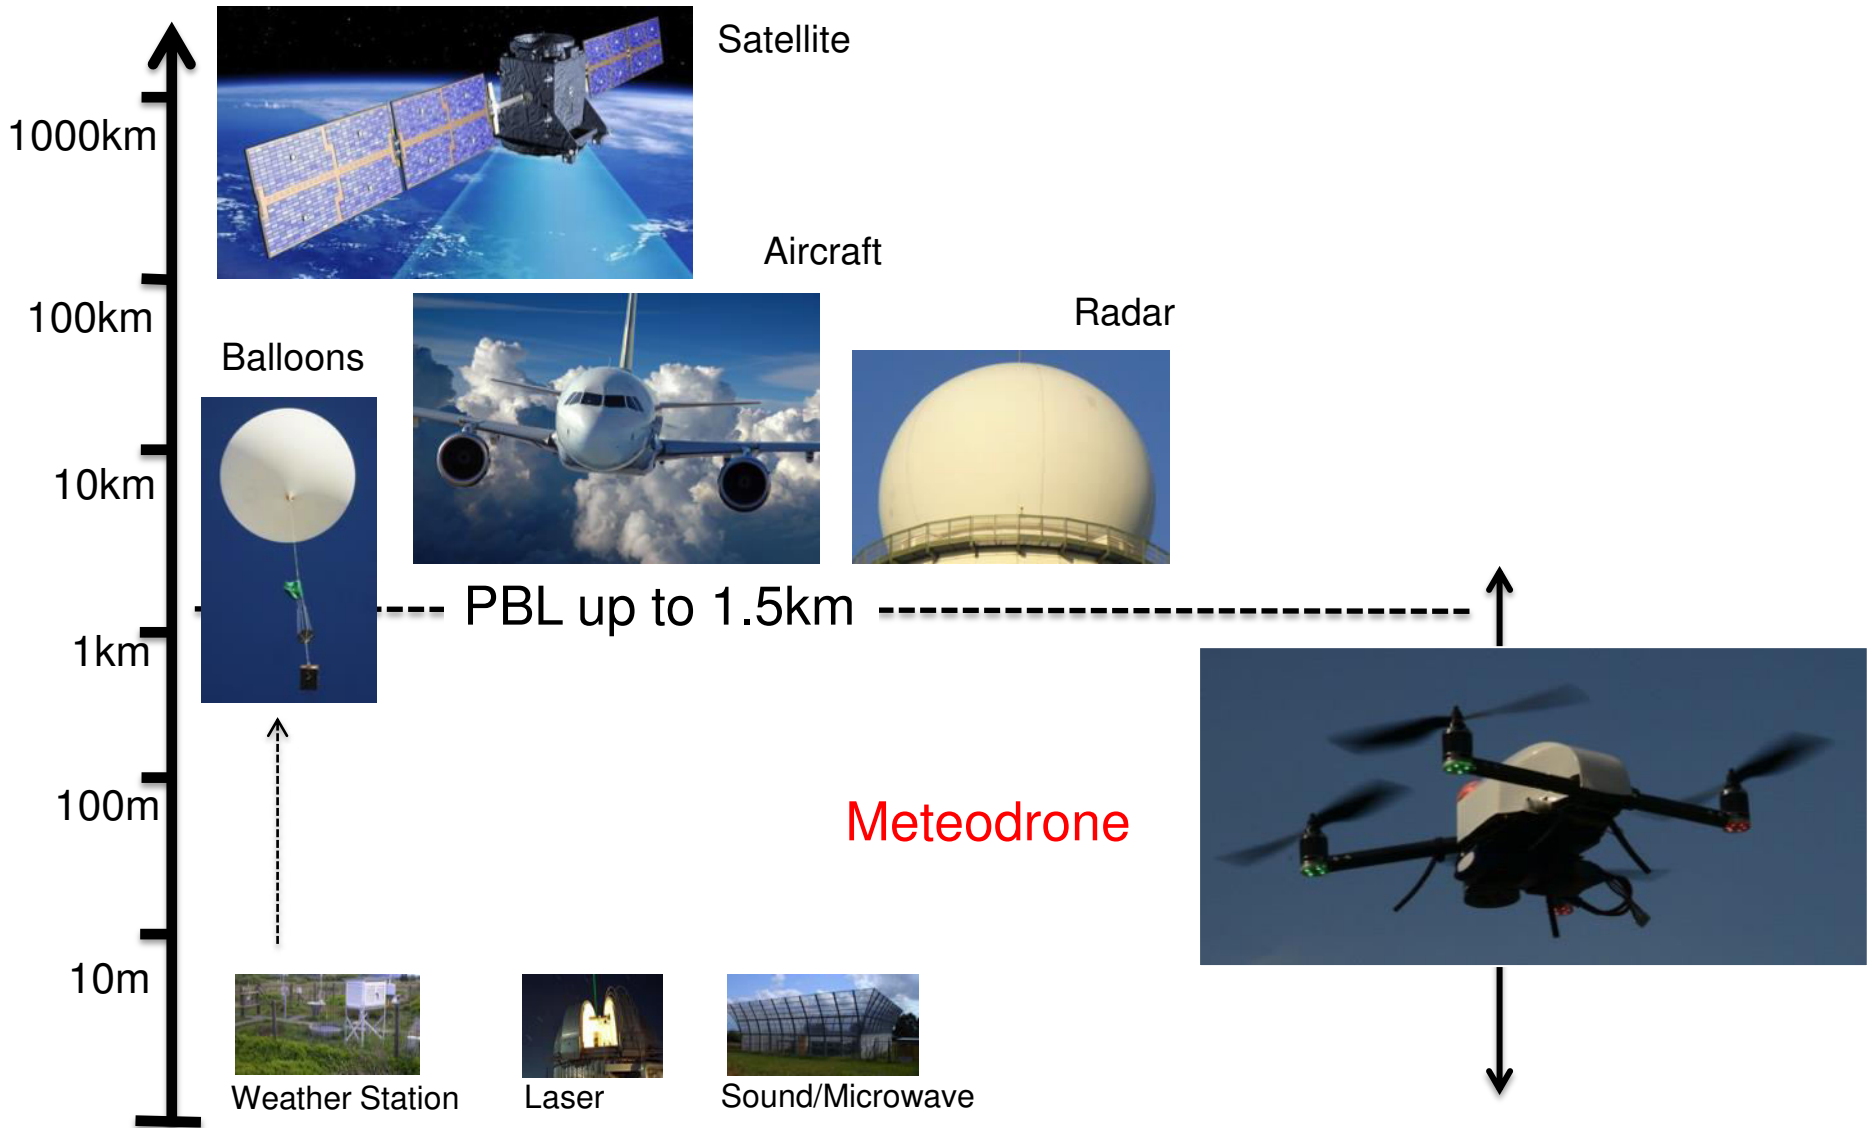 Satellite
1000km
Aircraft
100km
Radar
Balloons
10km
PBL up to 1.5km
1km
100m
Meteodrone
10m
Weather Station
Laser
Sound/Microwave